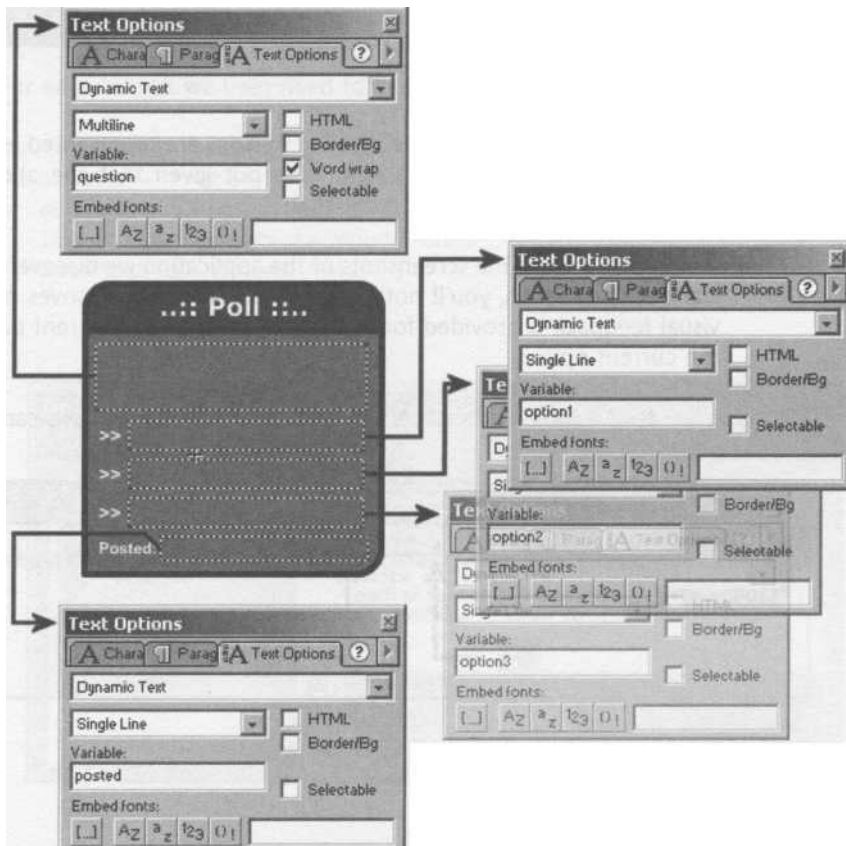 Text Options
A Chara Parag A Text Options ?
Dynamic Text
Multiline
HTML
Border/Bg
Variable:
Word wrap
question
Selectable
Embed fonts:
[...] AZ az 123 ()!
..:: Poll ::..
>>
>>
>>
Posted:
Text Options
A Chara Parag A Text Options ?
Dynamic Text
Single Line
HTML
Border/Bg
Variable:
option1
Selectable
Embed fonts:
[...] AZ az 123 ()!
Border/Bg
Variable:
option2
Selectable
Embed fonts:
[...] AZ az 123 ()!
HTML
Border/Bg
Variable:
option3
Selectable
Embed fonts:
[...] AZ az 123 ()!
Text Options
A Chara Parag A Text Options ?
Dynamic Text
Single Line
HTML
Border/Bg
Variable:
posted
Selectable
Embed fonts:
[...] AZ az 123 ()!